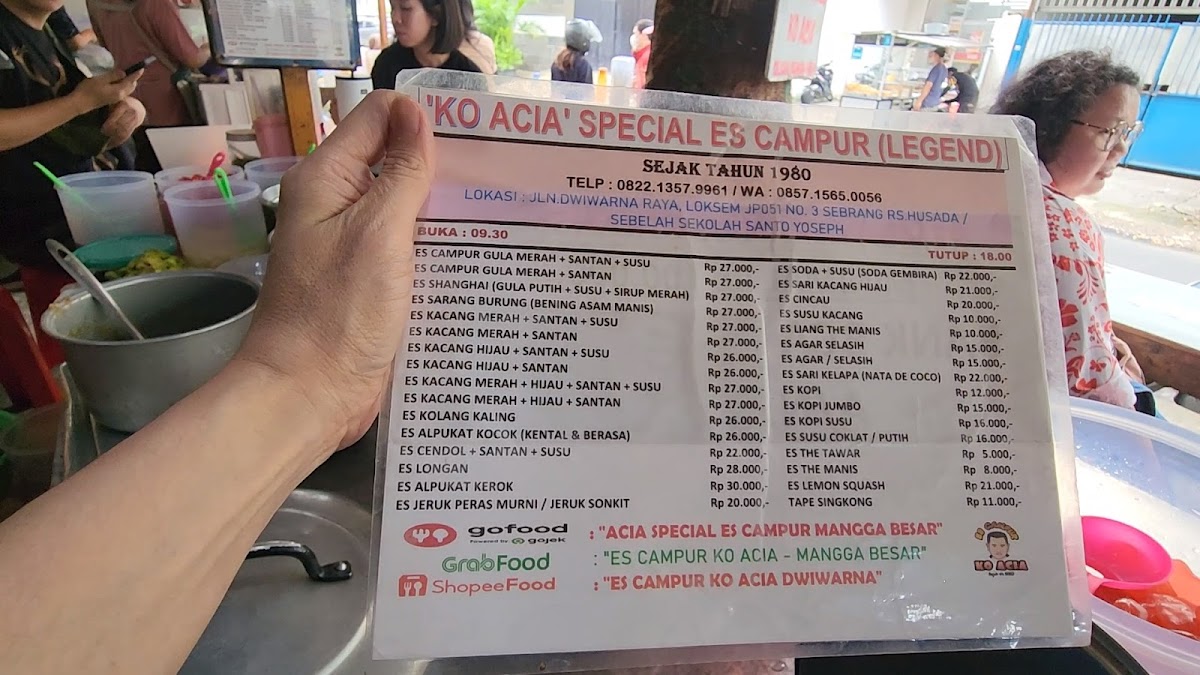 'KO ACIA' SPECIAL ES CAMPUR (LEGEND)
SEJAK TAHUN 1980
TELP : 0822.1357.9961 / WA : 0857.1565.0056
LOKASI : JLN.DWIWARNA RAYA, LOKSEM JP051 NO. 3 SEBRANG RS.HUSADA /
SEBELAH SEKOLAH SANTO YOSEPH
BUKA : 09.30 TUTUP : 18.00
ES CAMPUR GULA MERAH + SANTAN + SUSU Rp 27.000,-
ES CAMPUR GULA MERAH + SANTAN Rp 27.000,-
ES SHANGHAI (GULA PUTIH + SUSU + SIRUP MERAH) Rp 27.000,-
ES SARANG BURUNG (BENING ASAM MANIS) Rp 27.000,-
ES KACANG MERAH + SANTAN + SUSU Rp 27.000,-
ES KACANG MERAH + SANTAN Rp 27.000,-
ES KACANG HIJAU + SANTAN + SUSU Rp 26.000,-
ES KACANG HIJAU + SANTAN Rp 26.000,-
ES KACANG MERAH + HIJAU + SANTAN + SUSU Rp 27.000,-
ES KACANG MERAH + HIJAU + SANTAN Rp 27.000,-
ES KOLANG KALING Rp 26.000,-
ES ALPUKAT KOCOK (KENTAL & BERASA) Rp 26.000,-
ES CENDOL + SANTAN + SUSU Rp 22.000,-
ES LONGAN Rp 28.000,-
ES ALPUKAT KEROK Rp 30.000,-
ES JERUK PERAS MURNI / JERUK SONKIT Rp 20.000,-
ES SODA + SUSU (SODA GEMBIRA) Rp 22.000,-
ES SARI KACANG HIJAU Rp 21.000,-
ES CINCAU Rp 20.000,-
ES SUSU KACANG Rp 10.000,-
ES LIANG THE MANIS Rp 10.000,-
ES AGAR SELASIH Rp 15.000,-
ES AGAR / SELASIH Rp 15.000,-
ES SARI KELAPA (NATA DE COCO) Rp 22.000,-
ES KOPI Rp 12.000,-
ES KOPI JUMBO Rp 15.000,-
ES KOPI SUSU Rp 16.000,-
ES SUSU COKLAT / PUTIH Rp 16.000,-
ES THE TAWAR Rp 5.000,-
ES THE MANIS Rp 8.000,-
ES LEMON SQUASH Rp 21.000,-
TAPE SINGKONG Rp 11.000,-
gofood : "ACIA SPECIAL ES CAMPUR MANGGA BESAR"
Powered by gojek
GrabFood : "ES CAMPUR KO ACIA - MANGGA BESAR"
ShopeeFood : "ES CAMPUR KO ACIA DWIWARNA"
ES CAMPUR
KO ACIA
KO ACIA